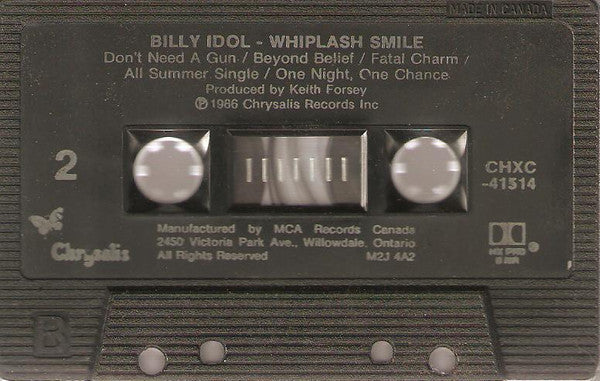 MADE IN CANADA
BILLY IDOL - WHIPLASH SMILE
Don't Need A Gun / Beyond Belief / Fatal Charm /
All Summer Single / One Night, One Chance
Produced by Keith Forsey
℗1986 Chrysalis Records Inc
2
CHXC
-41514
Chrysalis
Manufactured by MCA Records Canada
2450 Victoria Park Ave., Willowdale, Ontario
All Rights Reserved M2J 4A2
B